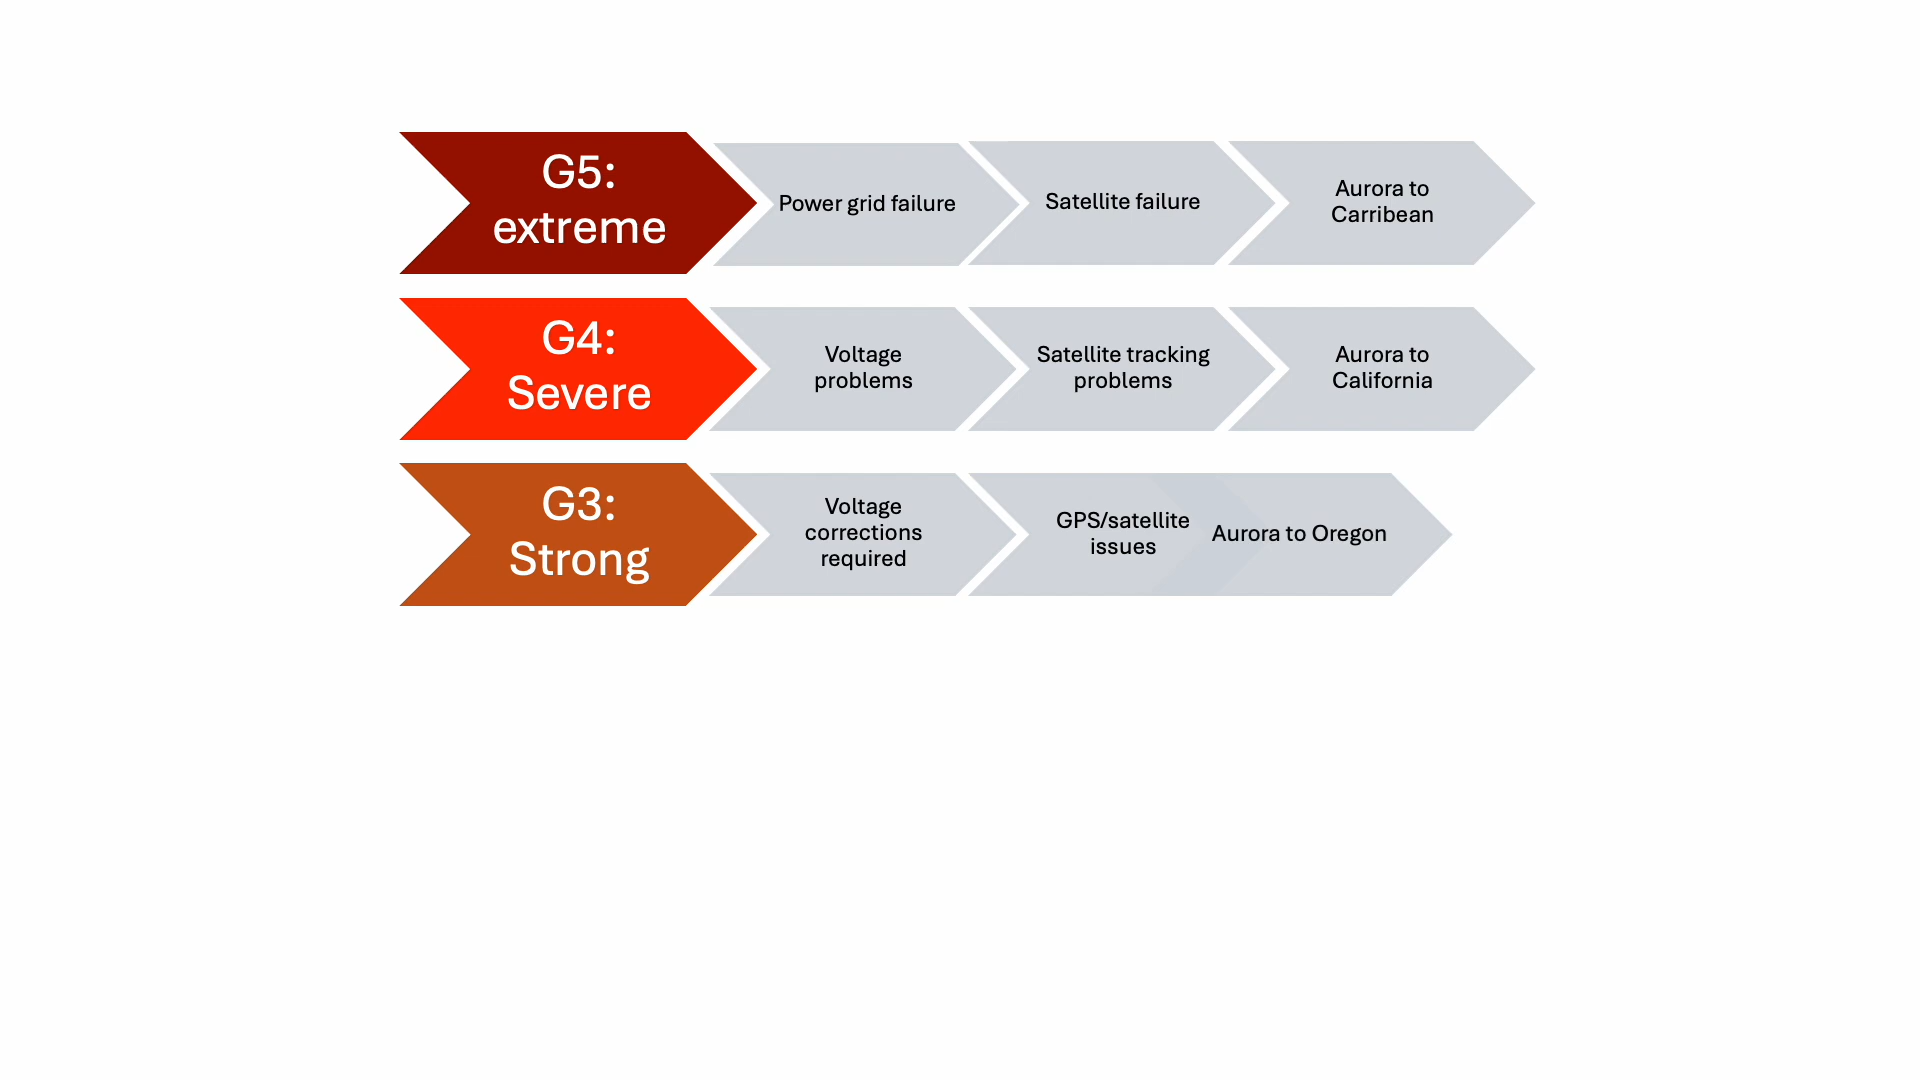 G5:
extreme
Power grid failure
Satellite failure
Aurora to
Carribean
G4:
Severe
Voltage
problems
Satellite tracking
problems
Aurora to
California
G3:
Strong
Voltage
corrections
required
GPS/satellite
issues
Aurora to Oregon